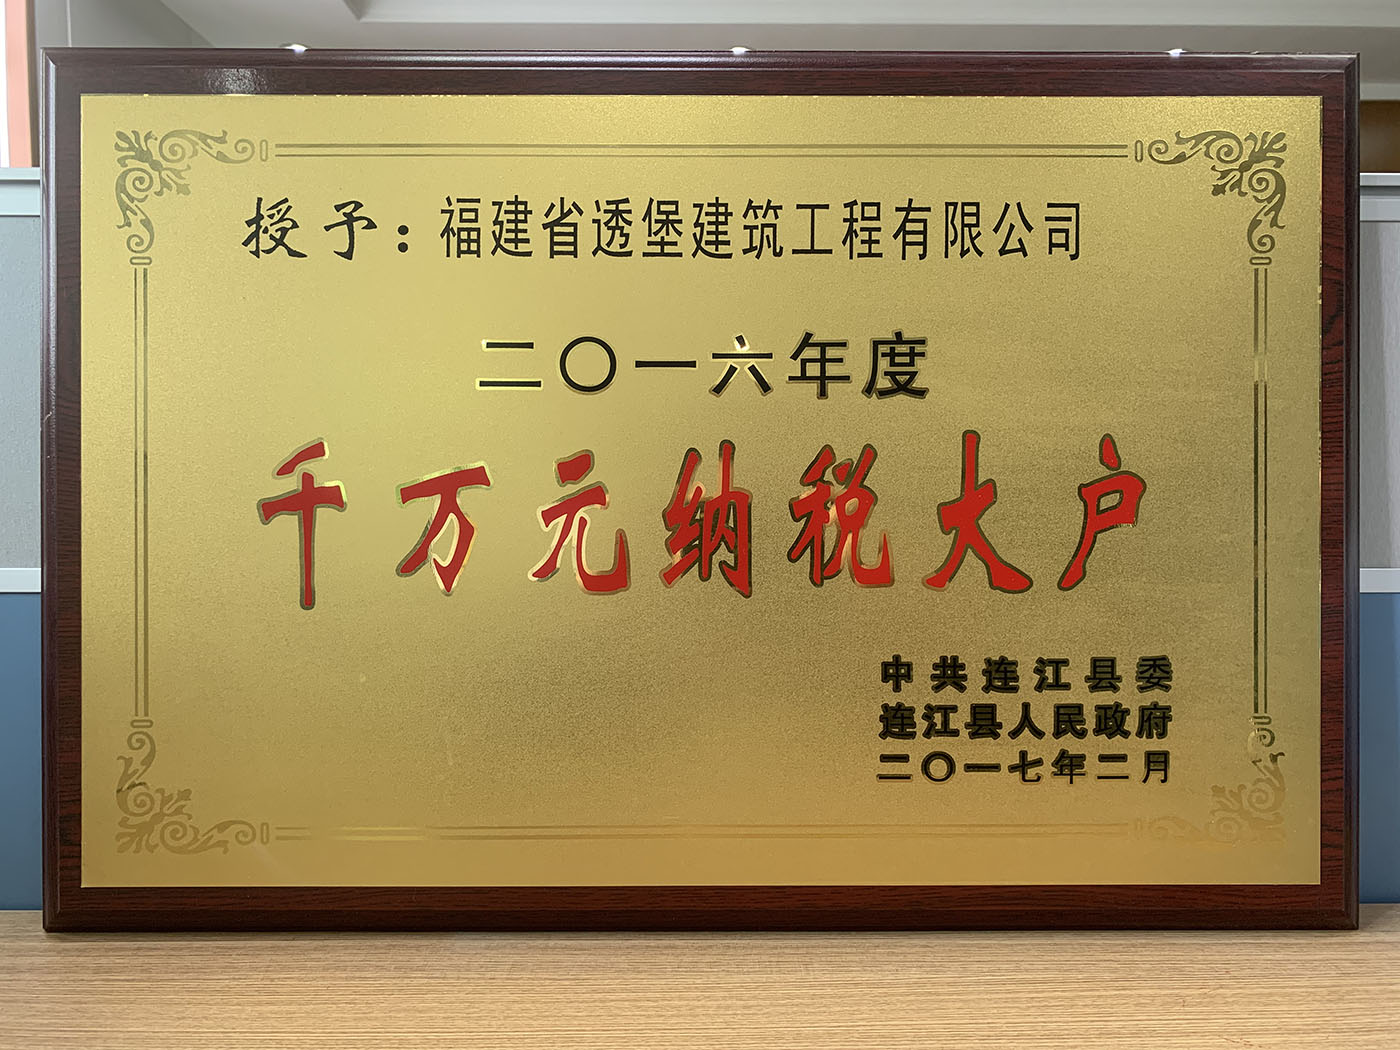 授予：福建省透堡建筑工程有限公司
二〇一六年度
千万元纳税大户
中共连江县委
连江县人民政府
二〇一七年二月